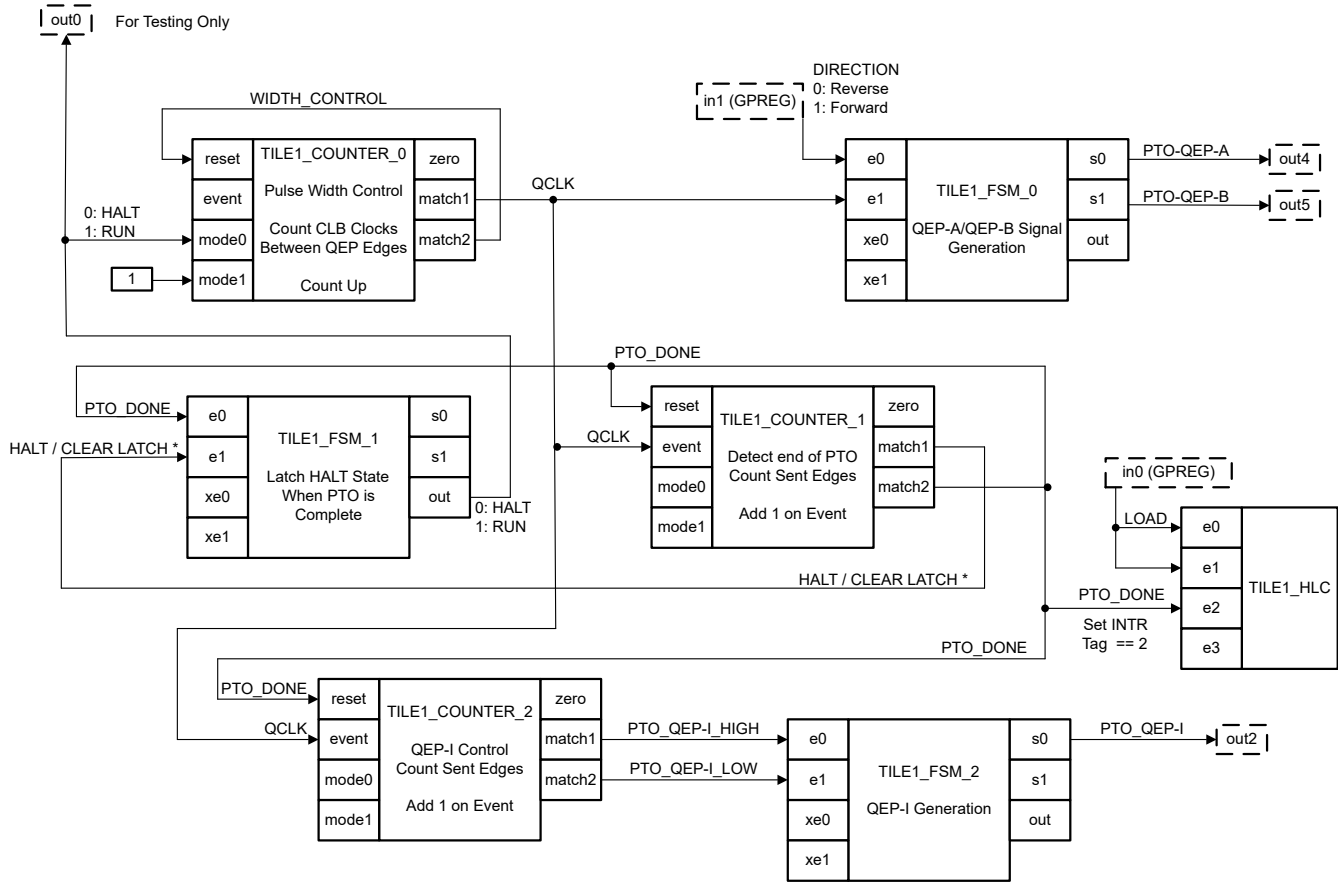 out0
For Testing Only
WIDTH_CONTROL
reset
event
mode0
mode1
TILE1_COUNTER_0
Pulse Width Control
Count CLB Clocks
Between QEP Edges
Count Up
zero
match1
match2
0: HALT
1: RUN
1
QCLK
in1 (GPREG)
DIRECTION
0: Reverse
1: Forward
e0
e1
xe0
xe1
TILE1_FSM_0
QEP-A/QEP-B Signal
Generation
s0
s1
out
PTO-QEP-A
out4
PTO-QEP-B
out5
PTO_DONE
PTO_DONE
HALT / CLEAR LATCH *
e0
e1
xe0
xe1
TILE1_FSM_1
Latch HALT State
When PTO is
Complete
s0
s1
out
0: HALT
1: RUN
QCLK
reset
event
mode0
mode1
TILE1_COUNTER_1
Detect end of PTO
Count Sent Edges
Add 1 on Event
zero
match1
match2
HALT / CLEAR LATCH *
in0 (GPREG)
LOAD
PTO_DONE
Set INTR
Tag == 2
e0
e1
e2
e3
TILE1_HLC
PTO_DONE
PTO_DONE
QCLK
reset
event
mode0
mode1
TILE1_COUNTER_2
QEP-I Control
Count Sent Edges
Add 1 on Event
zero
match1
match2
PTO_QEP-I_HIGH
PTO_QEP-I_LOW
e0
e1
xe0
xe1
TILE1_FSM_2
QEP-I Generation
s0
s1
out
PTO_QEP-I
out2